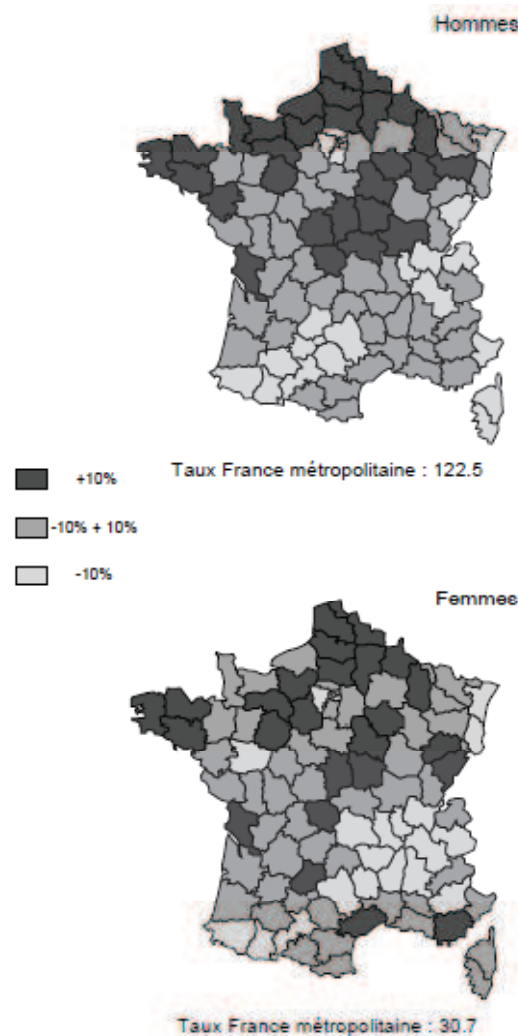 Hommes
Taux France métropolitaine : 122.5
+10%
-10% + 10%
-10%
Femmes
Taux France métropolitaine : 30.7